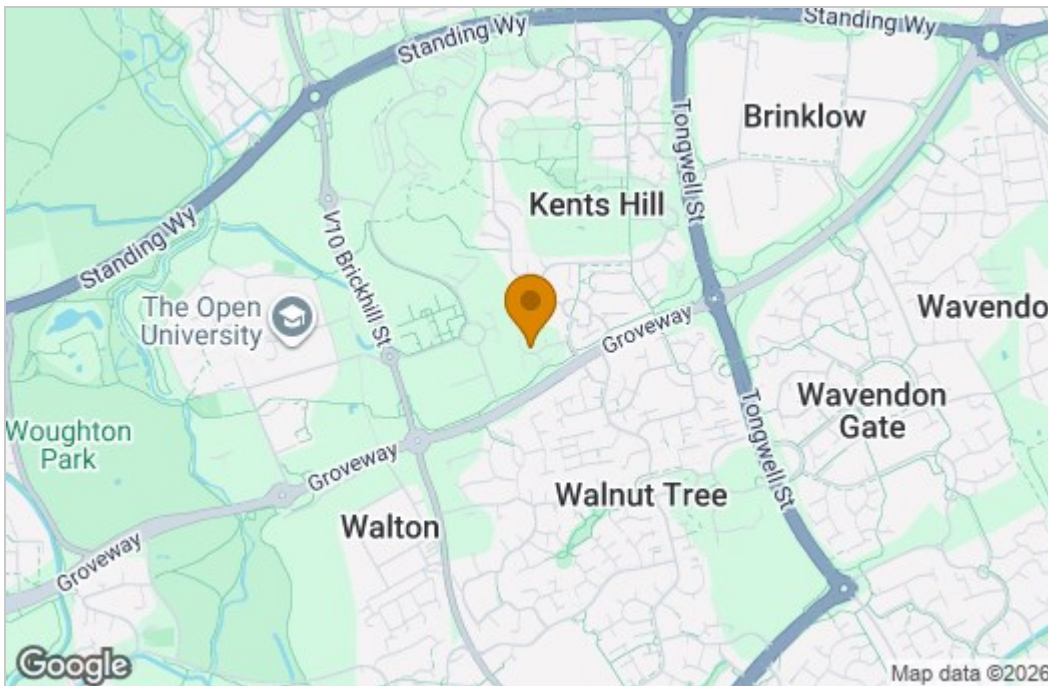 Standing Wy
Standing Wy
Brinklow
Tongwell St
Kents Hill
V10 Brickhill St
Standing Wy
The Open
University
Groveway
Wavendo
Wavendon
Gate
Woughton
Park
Groveway
Tongwell St
Walnut Tree
Walton
Groveway
Google
Map data ©2026